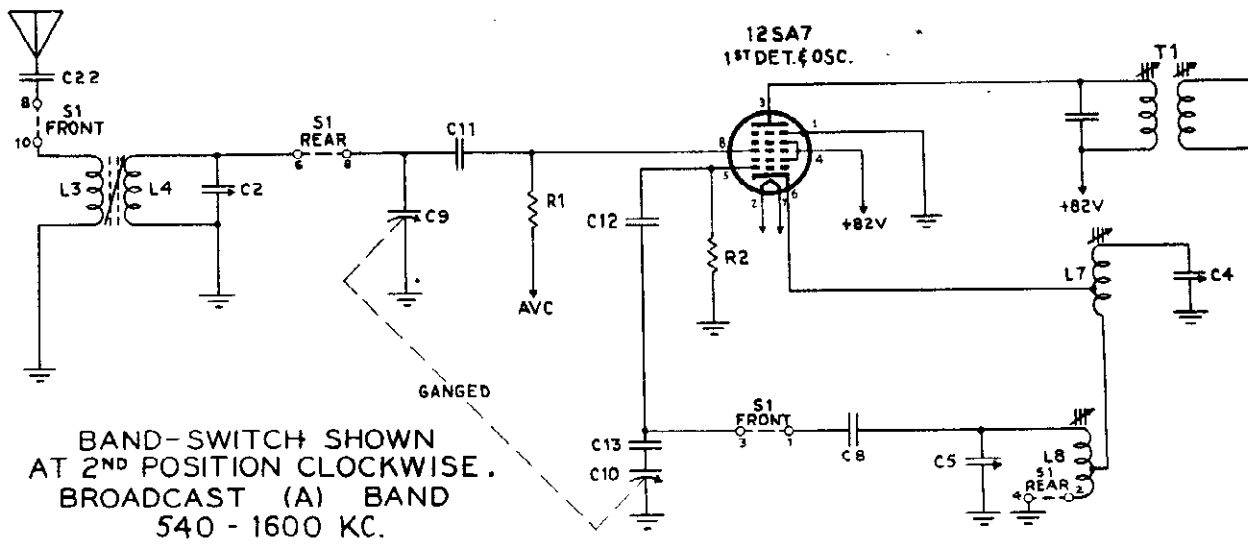 C22
8
S1
FRONT
10
L3
L4
C2
S1
REAR
6 8
C11
C9
R1
AVC
GANGED
12SA7
1ST DET. & OSC.
3
1
8
4
5
2
7
6
+82V
C12
R2
T1
+82V
L7
C4
C13
C10
S1
FRONT
3 1
C8
C5
L8
S1
REAR
4 2
BAND-SWITCH SHOWN
AT 2ND POSITION CLOCKWISE.
BROADCAST (A) BAND
540 - 1600 KC.